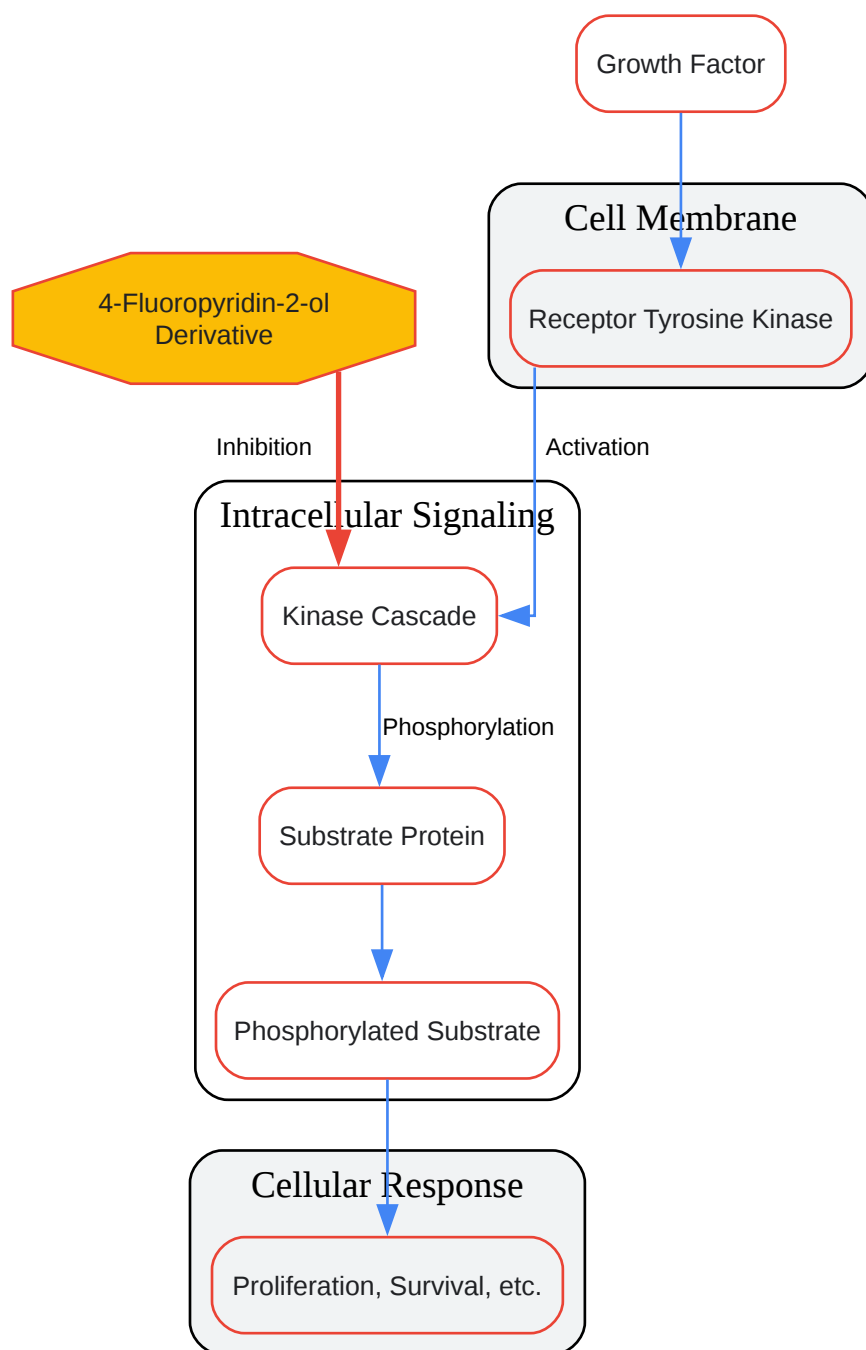 Growth Factor
Cell Membrane
4-Fluoropyridin-2-ol
Derivative
Receptor Tyrosine Kinase
Inhibition
Activation
Intracellular Signaling
Kinase Cascade
Phosphorylation
Substrate Protein
Phosphorylated Substrate
Cellular Response
Proliferation, Survival, etc.